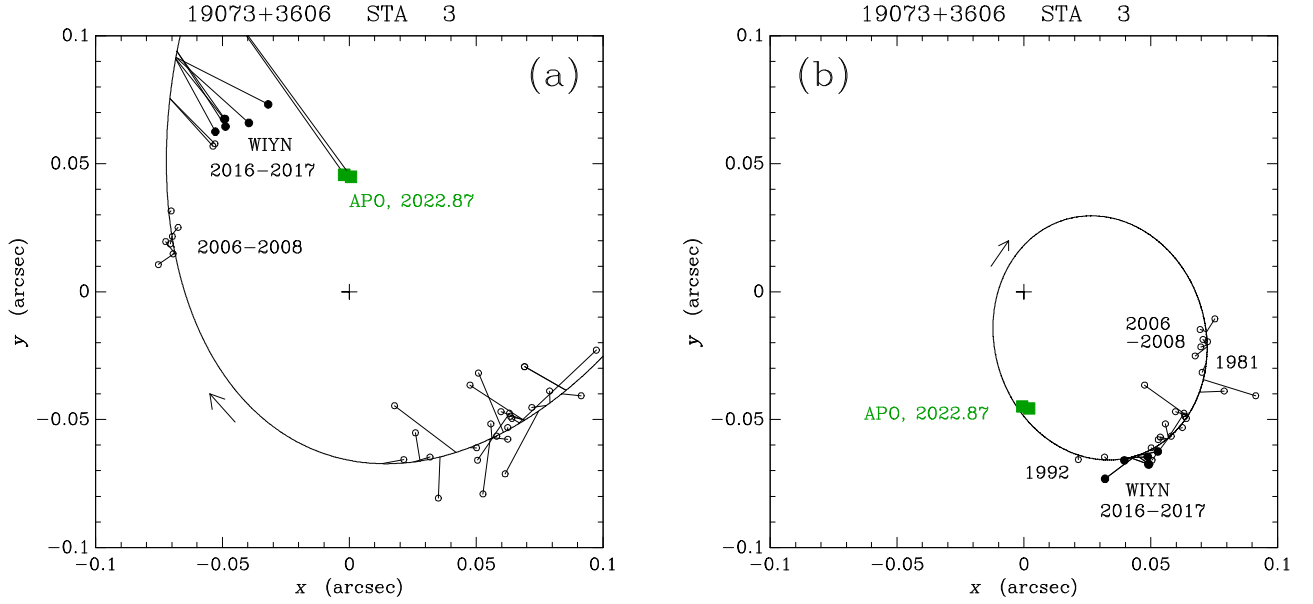 19073+3606 STA 3
(a)
0.1
0.05
0
−0.05
−0.1
−0.1 −0.05 0 0.05 0.1
x (arcsec)
y (arcsec)
WIYN
2016−2017
APO, 2022.87
2006−2008
19073+3606 STA 3
(b)
0.1
0.05
0
−0.05
−0.1
−0.1 −0.05 0 0.05 0.1
x (arcsec)
y (arcsec)
2006
−2008
1981
APO, 2022.87
1992
WIYN
2016−2017